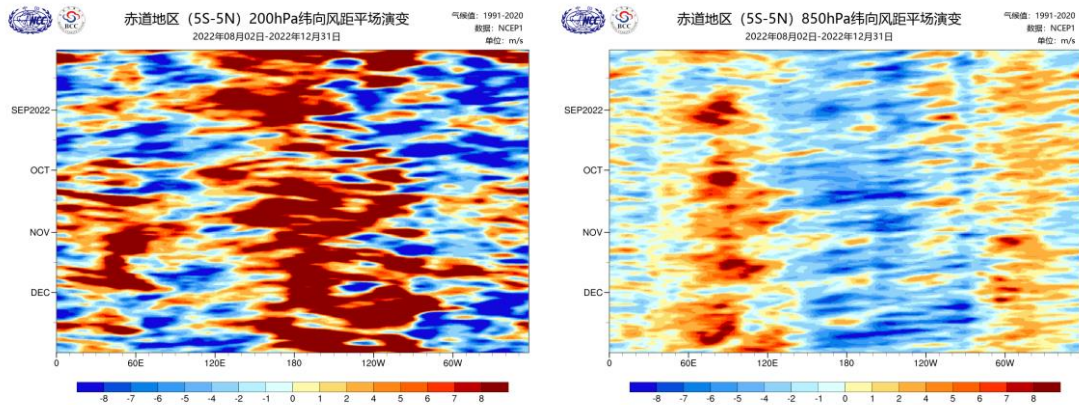 NCC
BCC
赤道地区（5S-5N）200hPa纬向风距平场演变
2022年08月02日-2022年12月31日
气候值：1991-2020
数据：NCEP1
单位：m/s
SEP2022
OCT
NOV
DEC
0 60E 120E 180 120W 60W
-8 -7 -6 -5 -4 -2 -1 0 1 2 4 5 6 7 8
NCC
BCC
赤道地区（5S-5N）850hPa纬向风距平场演变
2022年08月02日-2022年12月31日
气候值：1991-2020
数据：NCEP1
单位：m/s
SEP2022
OCT
NOV
DEC
0 60E 120E 180 120W 60W
-8 -7 -6 -5 -4 -2 -1 0 1 2 4 5 6 7 8